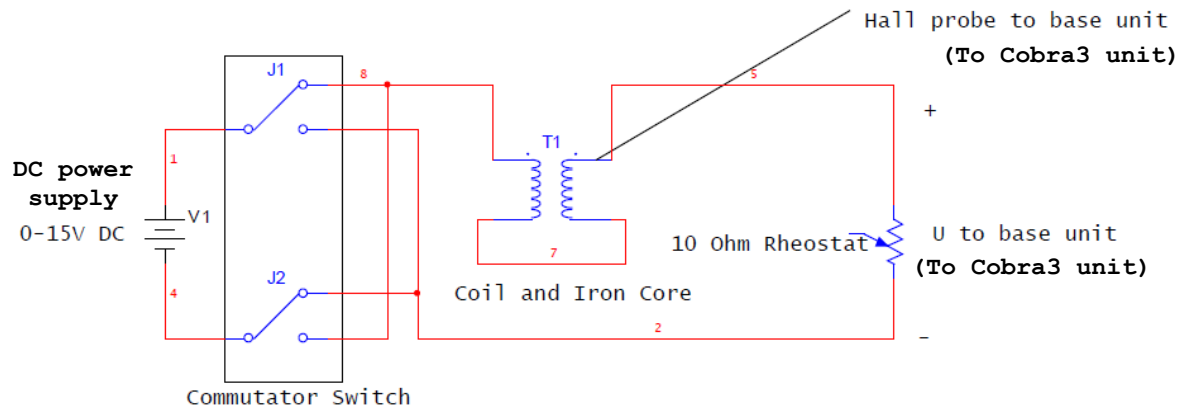 Hall probe to base unit
(To Cobra3 unit)
J1
8
5
+
T1
1
DC power
supply
V1
0-15V DC
10 Ohm Rheostat
U to base unit
(To Cobra3 unit)
7
J2
4
Coil and Iron Core
2
-
Commutator Switch